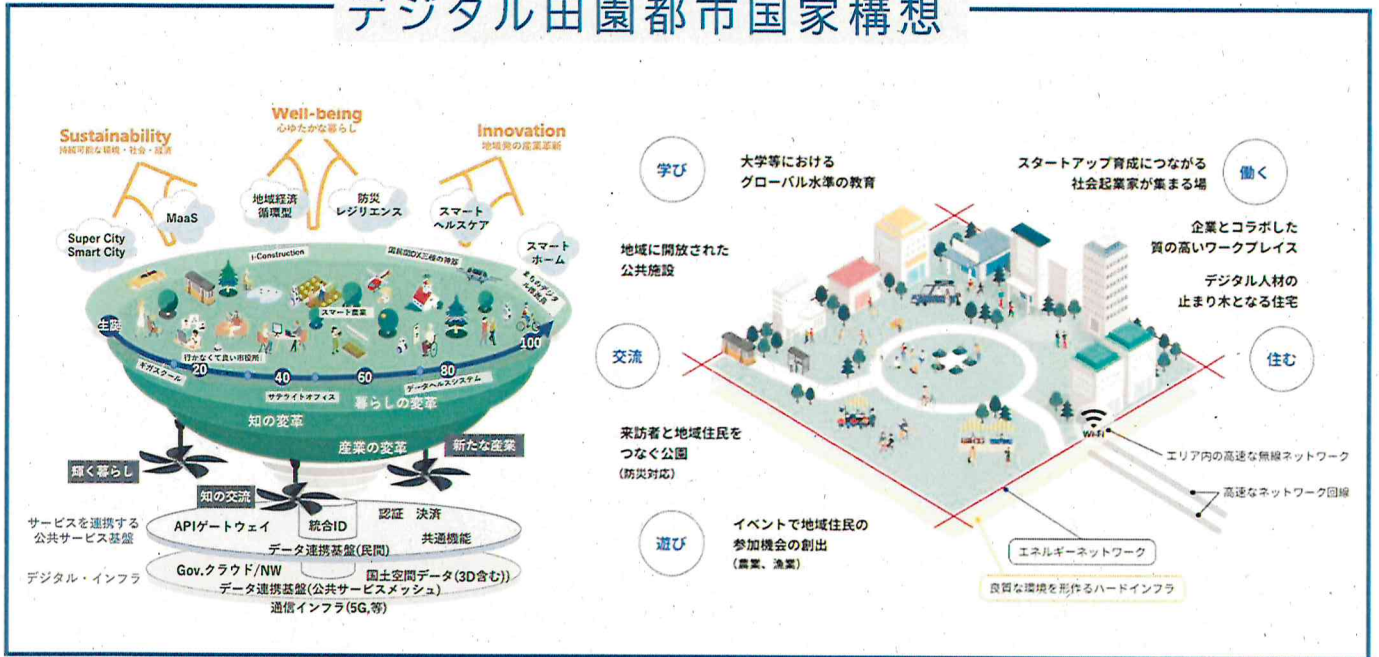 デジタル田園都市国家構想
Sustainability
持続可能な環境・社会・経済
Well-being
心ゆたかな暮らし
Innovation
地域発の産業革新
Super City
Smart City
MaaS
地域経済
循環型
防災
レジリエンス
スマート
ヘルスケア
スマート
ホーム
i-Construction
スマート農業
生誕
20
40
60
80
100
行かなくて良い市役所
ギガスクール
サテライトオフィス
データヘルスシステム
暮らしの変革
知の変革
産業の変革
輝く暮らし
知の交流
新たな産業
サービスを連携する
公共サービス基盤
APIゲートウェイ
統合ID
認証 決済
共通機能
データ連携基盤(民間)
デジタル・インフラ
Gov.クラウド/NW
国土空間データ(3D含む))
データ連携基盤(公共サービスメッシュ)
通信インフラ(5G,等)
学び
大学等における
グローバル水準の教育
地域に開放された
公共施設
交流
来訪者と地域住民を
つなぐ公園
(防災対応)
遊び
イベントで地域住民の
参加機会の創出
(農業、漁業)
スタートアップ育成につながる
社会起業家が集まる場
働く
企業とコラボした
質の高いワークプレイス
デジタル人材の
止まり木となる住宅
住む
Wi-Fi
エリア内の高速な無線ネットワーク
高速なネットワーク回線
エネルギーネットワーク
良質な環境を形作るハードインフラ